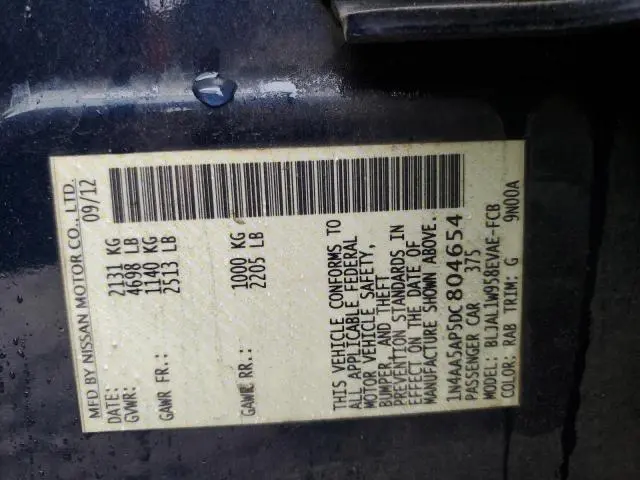 MFD BY NISSAN MOTOR CO., LTD.
DATE: 09/12
GVWR: 2131 KG
4698 LB
GAWR FR.: 1140 KG
2513 LB
GAWR RR.: 1000 KG
2205 LB
THIS VEHICLE CONFORMS TO
ALL APPLICABLE FEDERAL
MOTOR VEHICLE SAFETY,
BUMPER, AND THEFT
PREVENTION STANDARDS IN
EFFECT ON THE DATE OF
MANUFACTURE SHOWN ABOVE.
1N4AA5AP5DC804654
PASSENGER CAR 375
MODEL: BLJALIW958EVAE-FCB
COLOR: RAB TRIM: G 9N00A